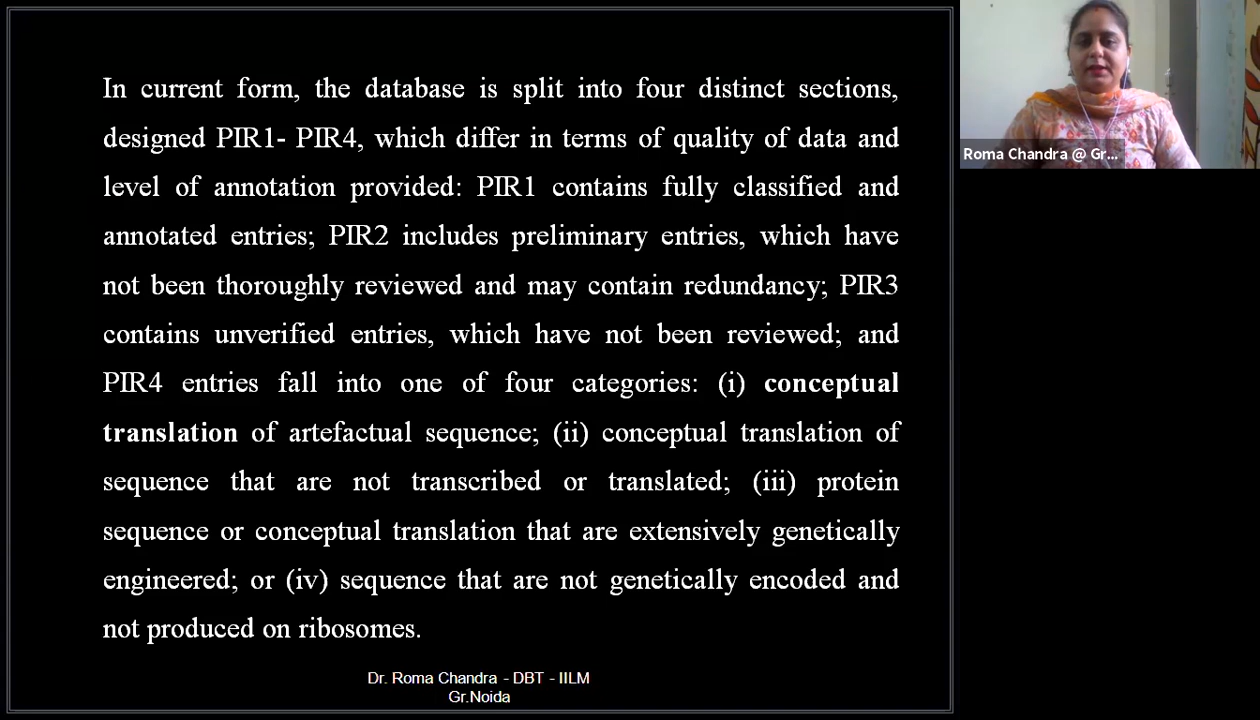 In current form, the database is split into four distinct sections,
designed PIR1- PIR4, which differ in terms of quality of data and
level of annotation provided: PIR1 contains fully classified and
annotated entries; PIR2 includes preliminary entries, which have
not been thoroughly reviewed and may contain redundancy; PIR3
contains unverified entries, which have not been reviewed; and
PIR4 entries fall into one of four categories: (i) conceptual
translation of artefactual sequence; (ii) conceptual translation of
sequence that are not transcribed or translated; (iii) protein
sequence or conceptual translation that are extensively genetically
engineered; or (iv) sequence that are not genetically encoded and
not produced on ribosomes.
Dr. Roma Chandra - DBT - IILM
Gr.Noida
Roma Chandra @ Gr...